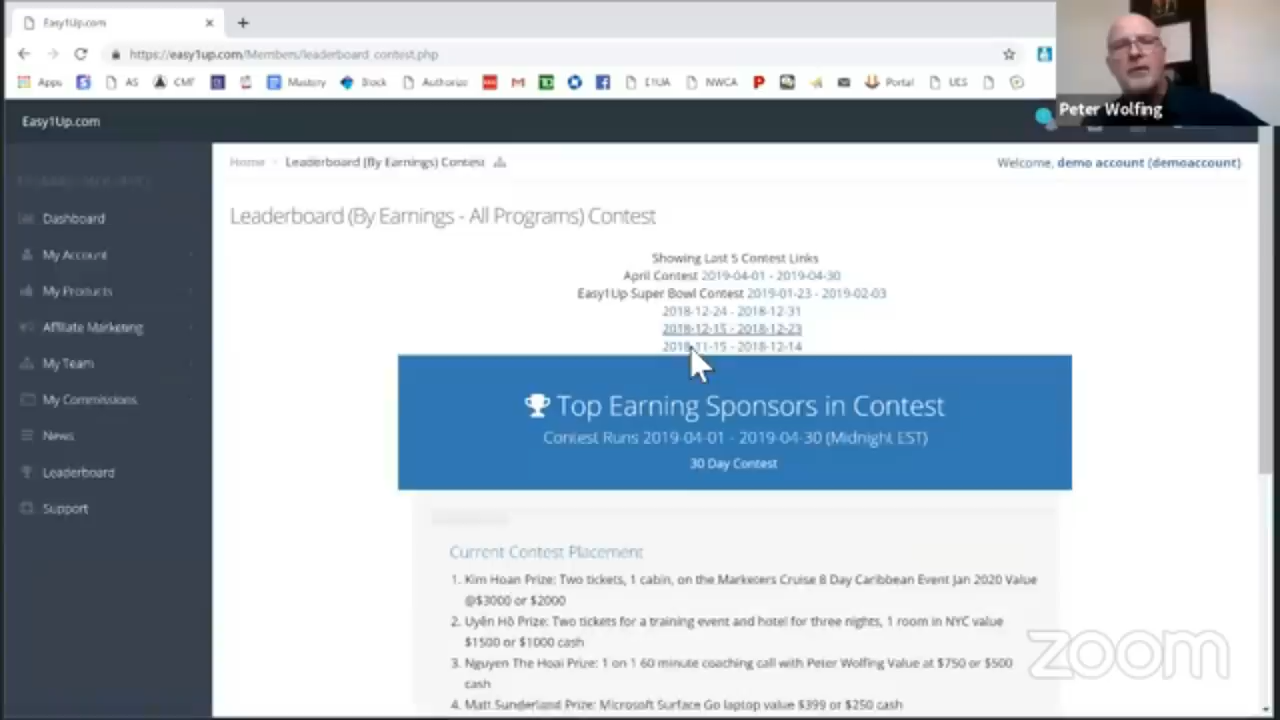 Easy1Up.com
https://easy1up.com/Members/leaderboard_contest.php
Apps
AS
CMF
Mastery
Block
Authorize
E1UA
NWCA
Portal
UES
Peter Wolfing
Easy1Up.com
Home
Leaderboard (By Earnings) Contest
Welcome, demo account (demoaccount)
Dashboard
My Account
My Products
Affiliate Marketing
My Team
My Commissions
News
Leaderboard
Support
Leaderboard (By Earnings - All Programs) Contest
Showing Last 5 Contest Links
April Contest 2019-04-01 - 2019-04-30
Easy1Up Super Bowl Contest 2019-01-23 - 2019-02-03
2018-12-24 - 2018-12-31
2018-12-15 - 2018-12-23
2018-11-15 - 2018-12-14
Top Earning Sponsors in Contest
Contest Runs 2019-04-01 - 2019-04-30 (Midnight EST)
30 Day Contest
Current Contest Placement
1. Kim Hoan Prize: Two tickets, 1 cabin, on the Marketers Cruise 8 Day Caribbean Event Jan 2020 Value
@$3000 or $2000
2. Uyên Hồ Prize: Two tickets for a training event and hotel for three nights, 1 room in NYC value
$1500 or $1000 cash
3. Nguyen The Hoai Prize: 1 on 1 60 minute coaching call with Peter Wolfing Value at $750 or $500
cash
4. Matt Sunderland Prize: Microsoft Surface Go laptop value $399 or $250 cash
zoom